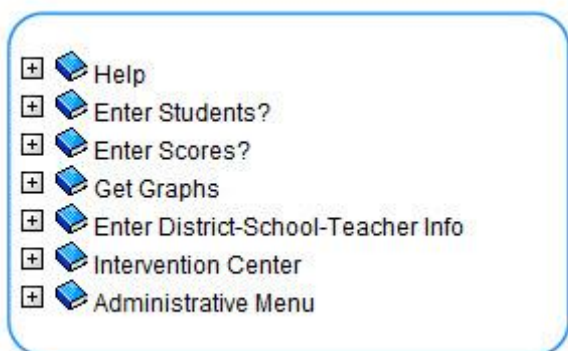 Help
Enter Students?
Enter Scores?
Get Graphs
Enter District-School-Teacher Info
Intervention Center
Administrative Menu